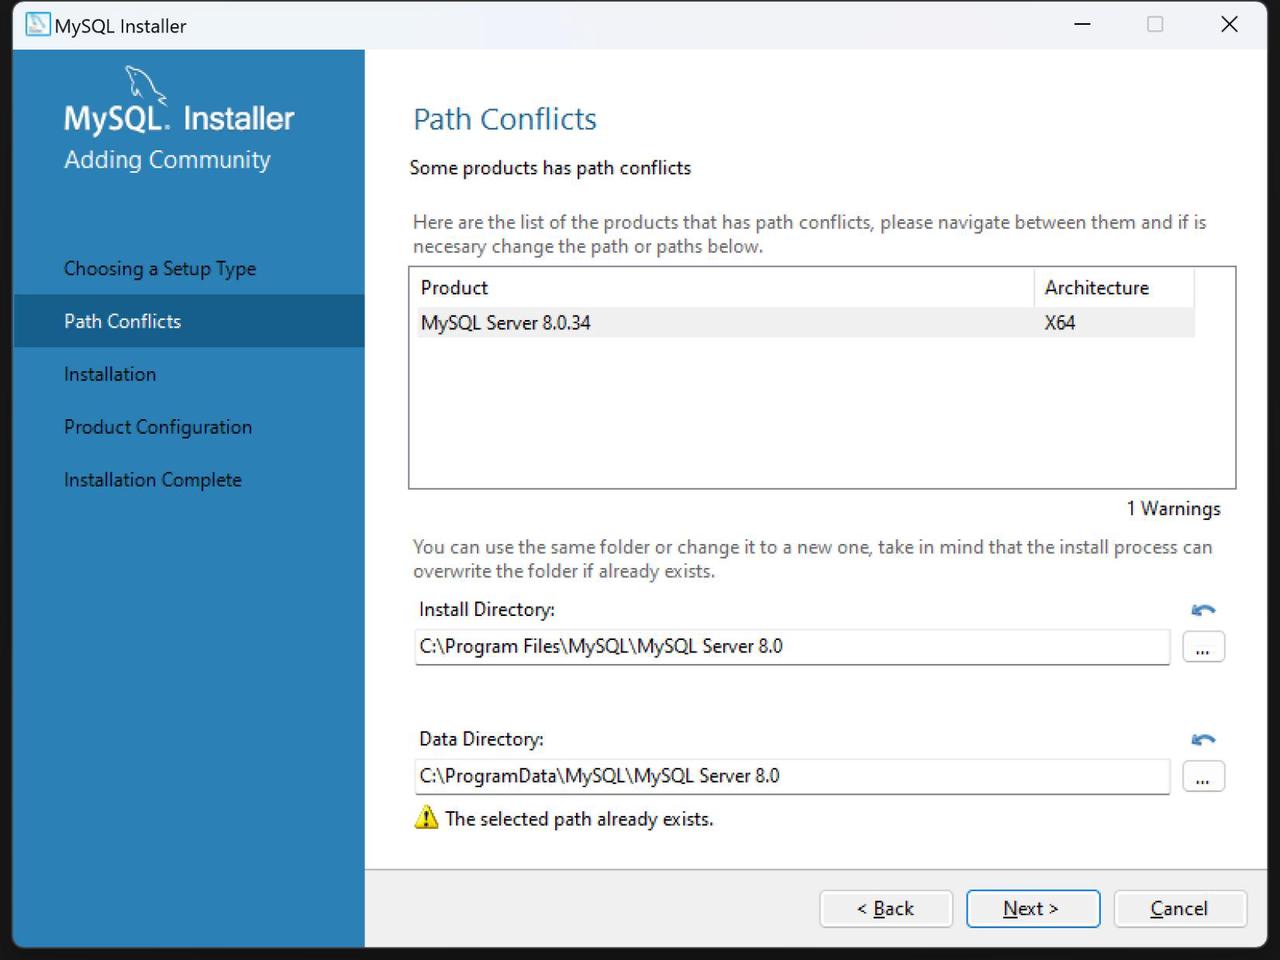 MySQL Installer
MySQL. Installer
Adding Community
Choosing a Setup Type
Path Conflicts
Installation
Product Configuration
Installation Complete
Path Conflicts
Some products has path conflicts
Here are the list of the products that has path conflicts, please navigate between them and if is
necesary change the path or paths below.
Product Architecture
MySQL Server 8.0.34 X64
1 Warnings
You can use the same folder or change it to a new one, take in mind that the install process can
overwrite the folder if already exists.
Install Directory:
C:\Program Files\MySQL\MySQL Server 8.0
...
Data Directory:
C:\ProgramData\MySQL\MySQL Server 8.0
...
The selected path already exists.
< Back Next > Cancel